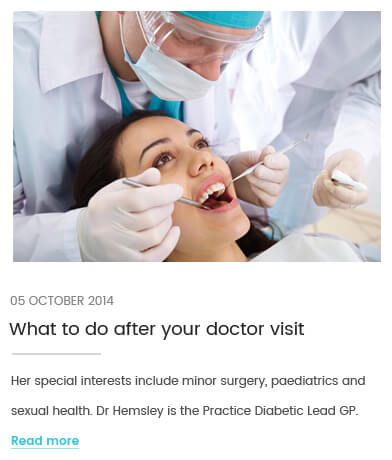 05 OCTOBER 2014
What to do after your doctor visit
Her special interests include minor surgery, paediatrics and
sexual health. Dr Hemsley is the Practice Diabetic Lead GP.
Read more